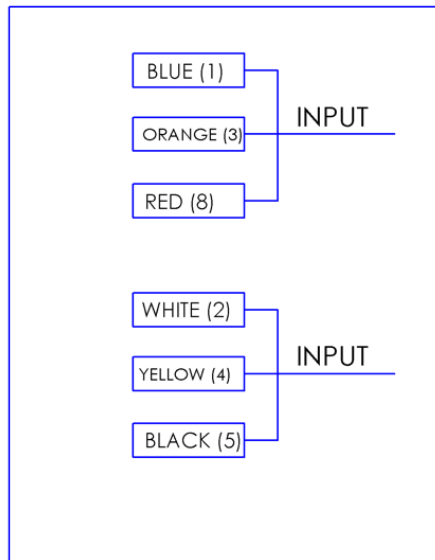 BLUE (1)
INPUT
ORANGE (3)
RED (8)
WHITE (2)
INPUT
YELLOW (4)
BLACK (5)